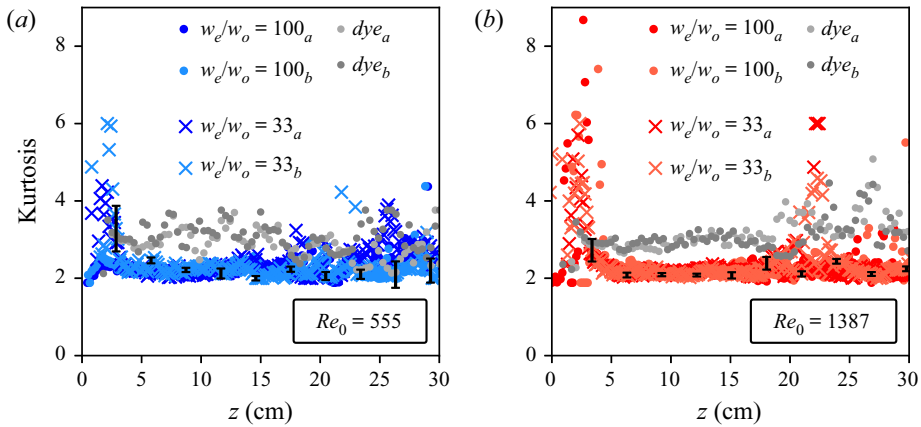 (a)
8
6
4
2
0
Kurtosis
w_e/w_o = 100_a
w_e/w_o = 100_b
w_e/w_o = 33_a
w_e/w_o = 33_b
dye_a
dye_b
Re_0 = 555
0 5 10 15 20 25 30
z (cm)
(b)
8
6
4
2
0
w_e/w_o = 100_a
w_e/w_o = 100_b
w_e/w_o = 33_a
w_e/w_o = 33_b
dye_a
dye_b
Re_0 = 1387
0 5 10 15 20 25 30
z (cm)